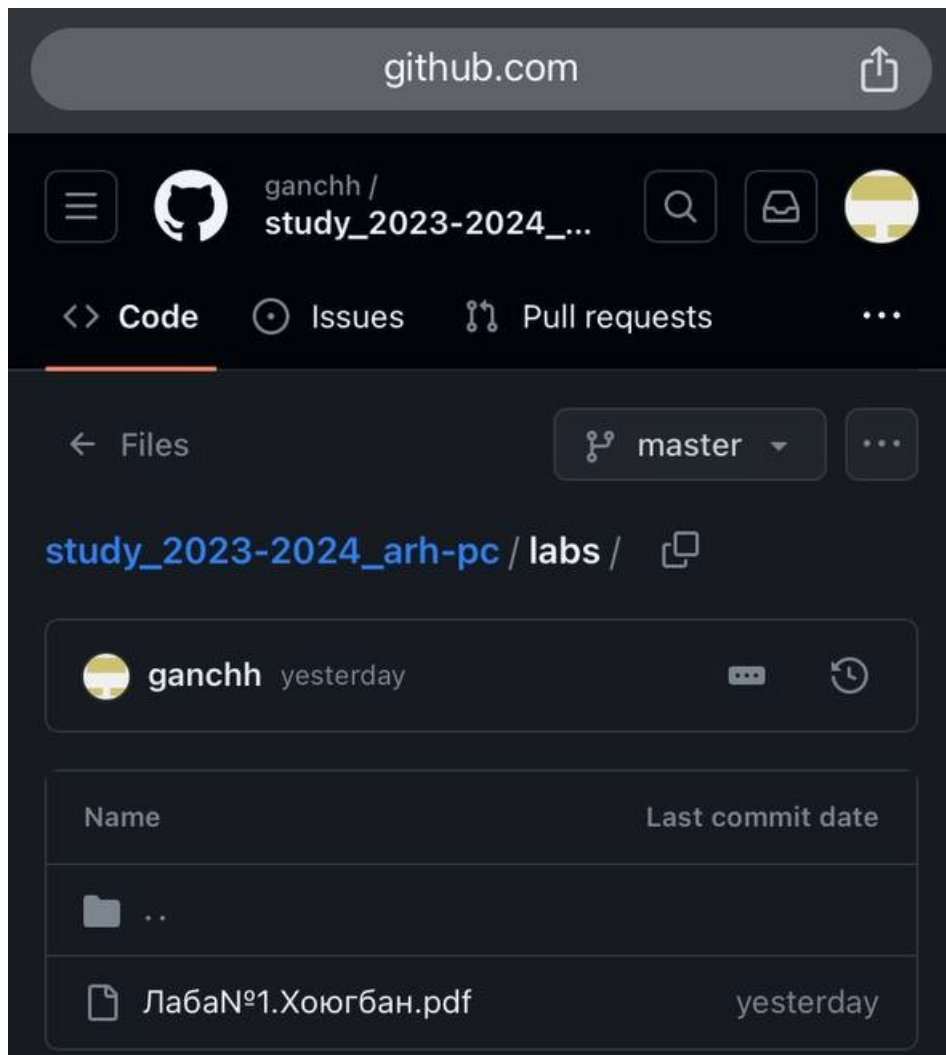 github.com
ganchh /
study_2023-2024_...
Code Issues Pull requests ...
Files master ...
study_2023-2024_arh-pc / labs /
ganchh yesterday
Name Last commit date
..
Лаба№1.Хоюгбан.pdf yesterday